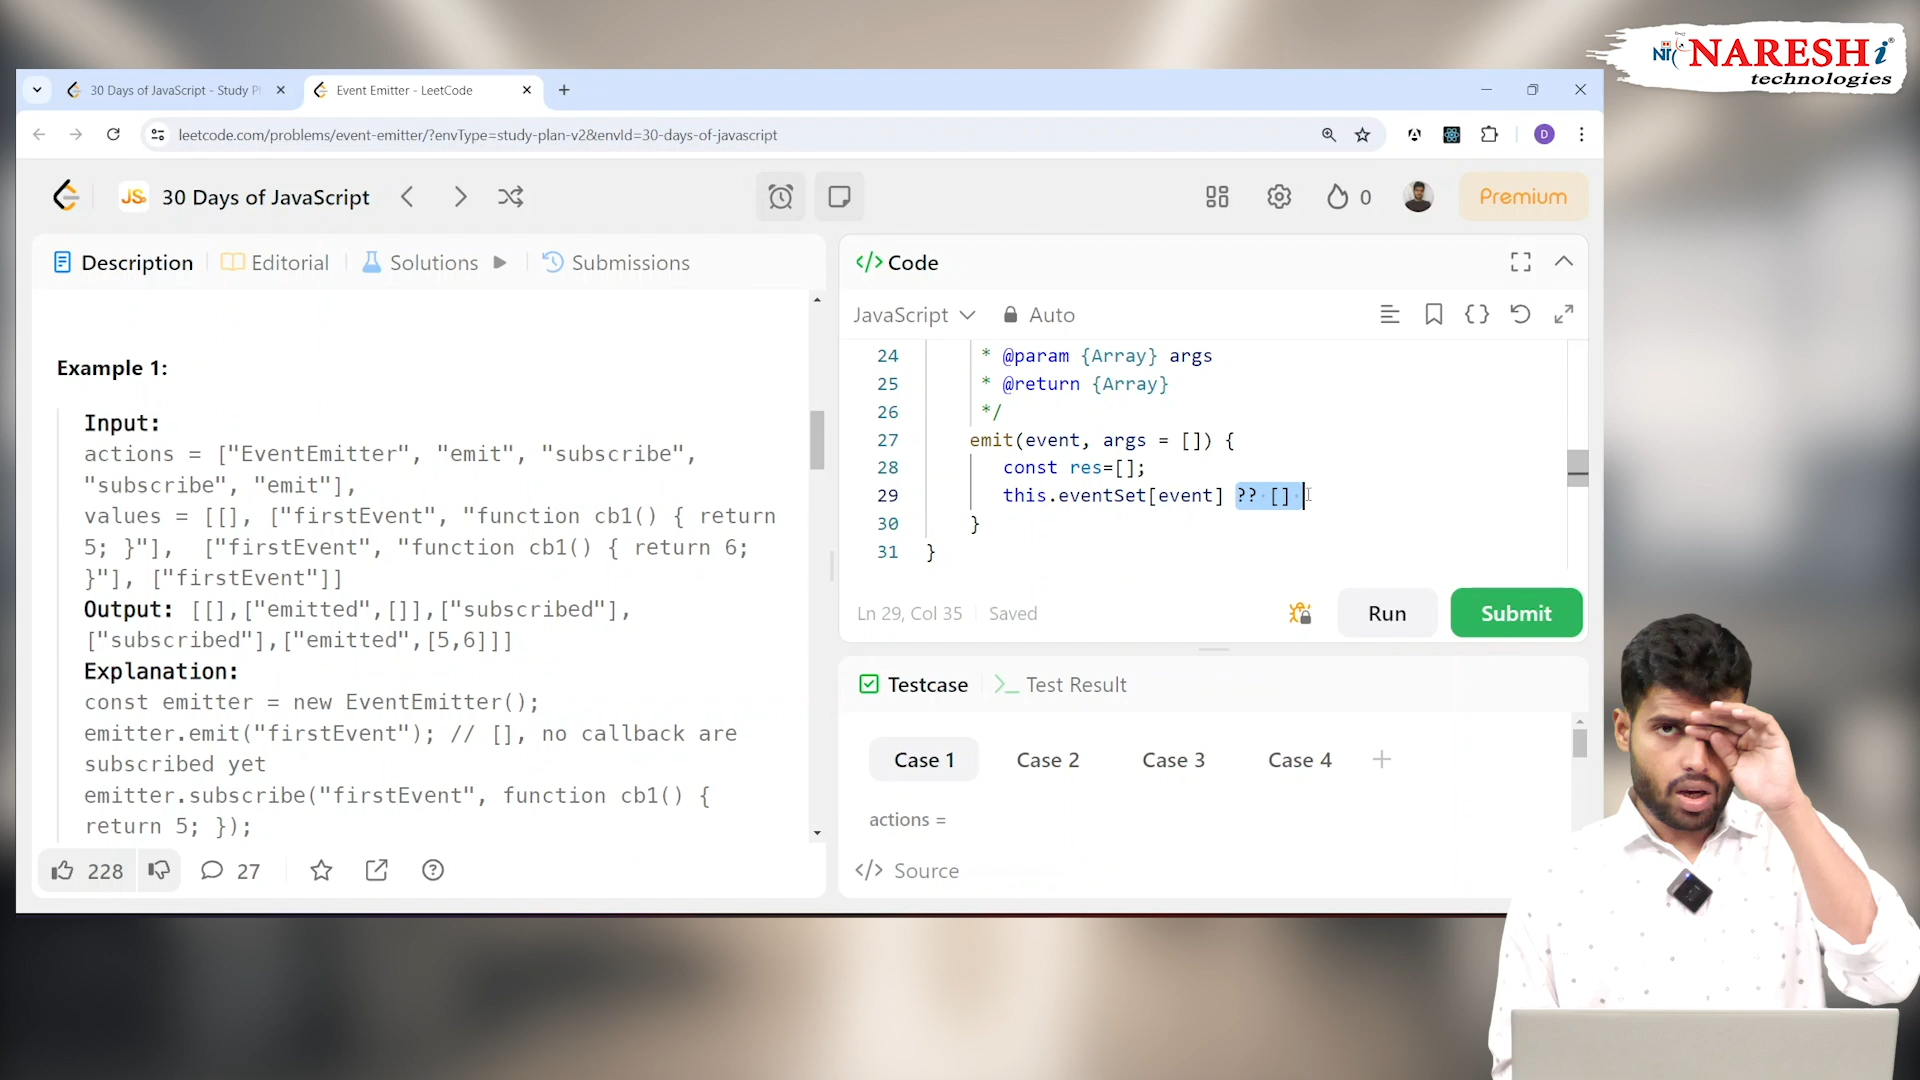 NARESH i
technologies
30 Days of JavaScript - Study Pl
Event Emitter - LeetCode
leetcode.com/problems/event-emitter/?envType=study-plan-v2&envId=30-days-of-javascript
D
JS
30 Days of JavaScript
0
Premium
Description
Editorial
Solutions
Submissions
Example 1:
Input:
actions = ["EventEmitter", "emit", "subscribe",
"subscribe", "emit"],
values = [[], ["firstEvent", "function cb1() { return
5; }"],  ["firstEvent", "function cb1() { return 6;
}"], ["firstEvent"]]
Output: [[],["emitted",[]],["subscribed"],
["subscribed"],["emitted",[5,6]]]
Explanation:
const emitter = new EventEmitter();
emitter.emit("firstEvent"); // [], no callback are
subscribed yet
emitter.subscribe("firstEvent", function cb1() {
return 5; });
228
27
</> Code
JavaScript
Auto
24 * @param {Array} args
25 * @return {Array}
26 */
27 emit(event, args = []) {
28 const res=[];
29 this.eventSet[event] ?? []
30 }
31 }
Ln 29, Col 35
Saved
Run
Submit
Testcase
>_ Test Result
Case 1
Case 2
Case 3
Case 4
+
actions =
</> Source